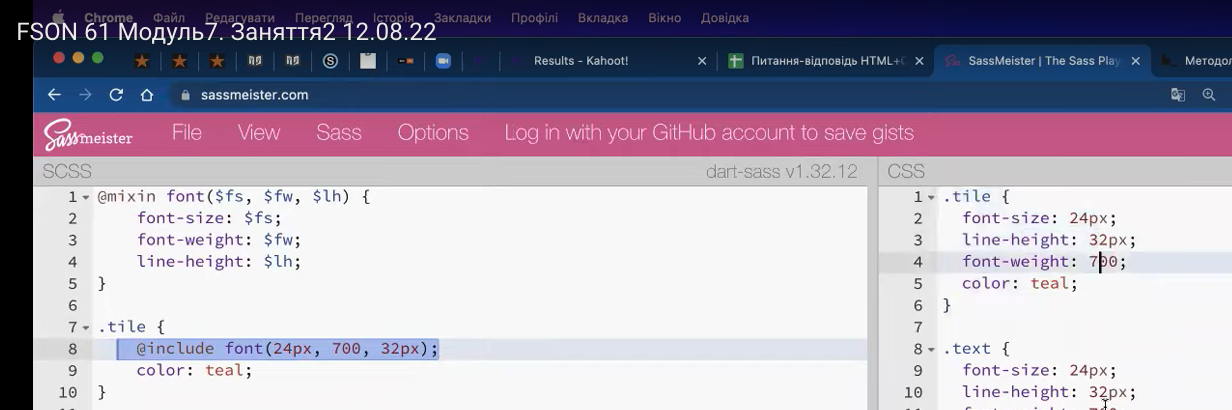 Chrome Файл Редагувати Перегляд Історія Закладки Профілі Вкладка Вікно Довідка
FSON 61 Модуль7. Заняття2 12.08.22
Results - Kahoot! × Питання-відповідь HTML+ × SassMeister | The Sass Play × Методол
sassmeister.com
Sassmeister File View Sass Options Log in with your GitHub account to save gists
SCSS dart-sass v1.32.12
1 @mixin font($fs, $fw, $lh) {
2 font-size: $fs;
3 font-weight: $fw;
4 line-height: $lh;
5 }
6
7 .tile {
8 @include font(24px, 700, 32px);
9 color: teal;
10 }
CSS
1 .tile {
2 font-size: 24px;
3 line-height: 32px;
4 font-weight: 700;
5 color: teal;
6 }
7
8 .text {
9 font-size: 24px;
10 line-height: 32px;